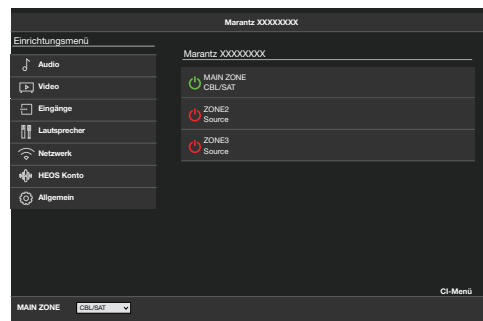 Marantz XXXXXXXX
Einrichtungsmenü
Audio
Video
Eingänge
Lautsprecher
Netzwerk
HEOS Konto
Allgemein
Marantz XXXXXXXX
MAIN ZONE
CBL/SAT
ZONE2
Source
ZONE3
Source
CI-Menü
MAIN ZONE CBL/SAT